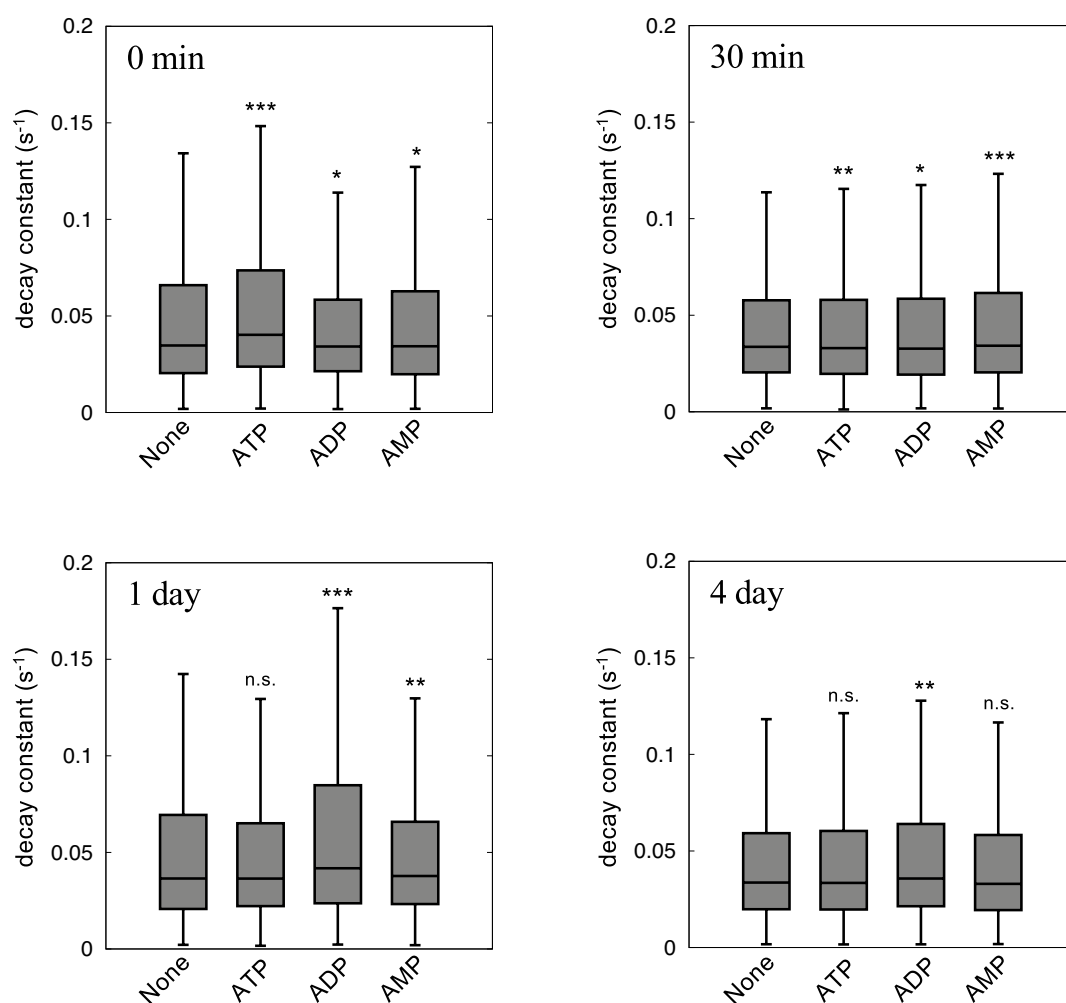 0 min
decay constant (s⁻¹)
0.2
0.15
0.1
0.05
0
***
*
*
None
ATP
ADP
AMP
30 min
decay constant (s⁻¹)
0.2
0.15
0.1
0.05
0
**
*
***
None
ATP
ADP
AMP
1 day
decay constant (s⁻¹)
0.2
0.15
0.1
0.05
0
n.s.
***
**
None
ATP
ADP
AMP
4 day
decay constant (s⁻¹)
0.2
0.15
0.1
0.05
0
n.s.
**
n.s.
None
ATP
ADP
AMP